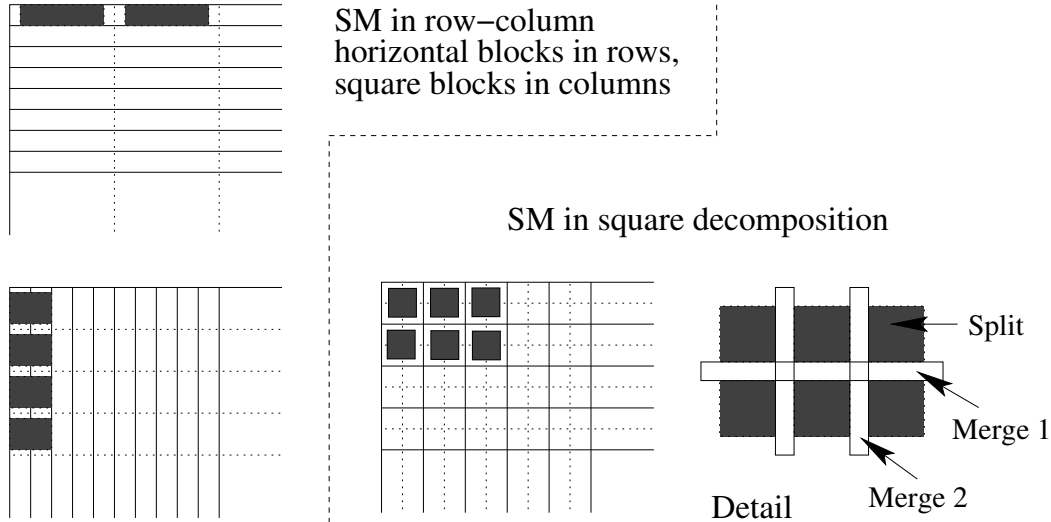 SM in row−column
horizontal blocks in rows,
square blocks in columns
SM in square decomposition
Split
Merge 1
Merge 2
Detail